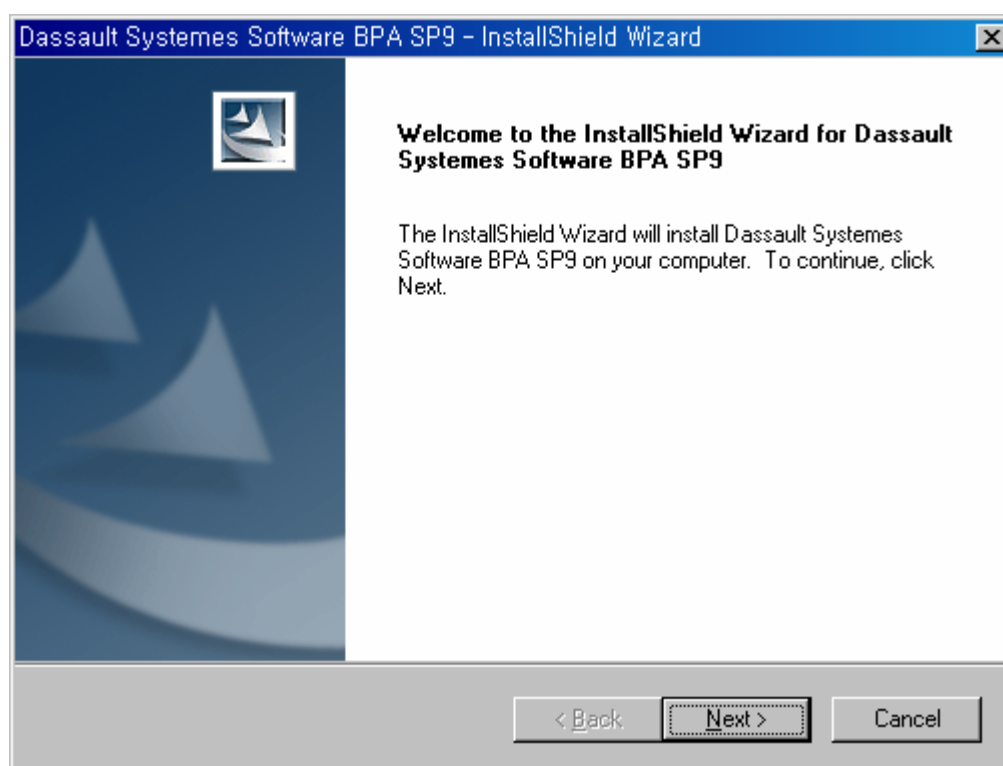 Dassault Systemes Software BPA SP9 - InstallShield Wizard
Welcome to the InstallShield Wizard for Dassault
Systemes Software BPA SP9
The InstallShield Wizard will install Dassault Systemes
Software BPA SP9 on your computer.  To continue, click
Next.
< Back
Next >
Cancel